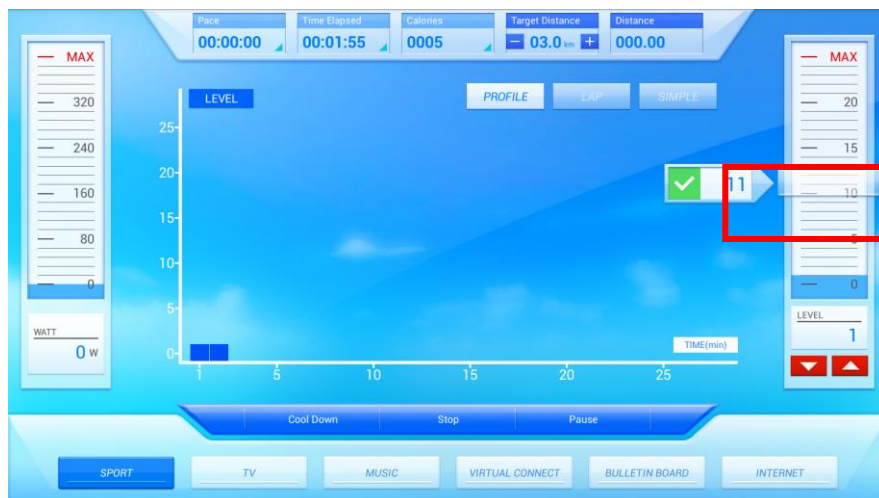 Pace Time Elapsed Calories Target Distance Distance
00:00:00 00:01:55 0005 03.0 km 000.00
MAX
320
240
160
80
0
WATT
0 W
LEVEL
PROFILE LAP SIMPLE
25
20
15
10
5
0
1 5 10 15 20 25
TIME(min)
11
MAX
20
15
10
5
0
LEVEL
1
Cool Down Stop Pause
SPORT TV MUSIC VIRTUAL CONNECT BULLETIN BOARD INTERNET